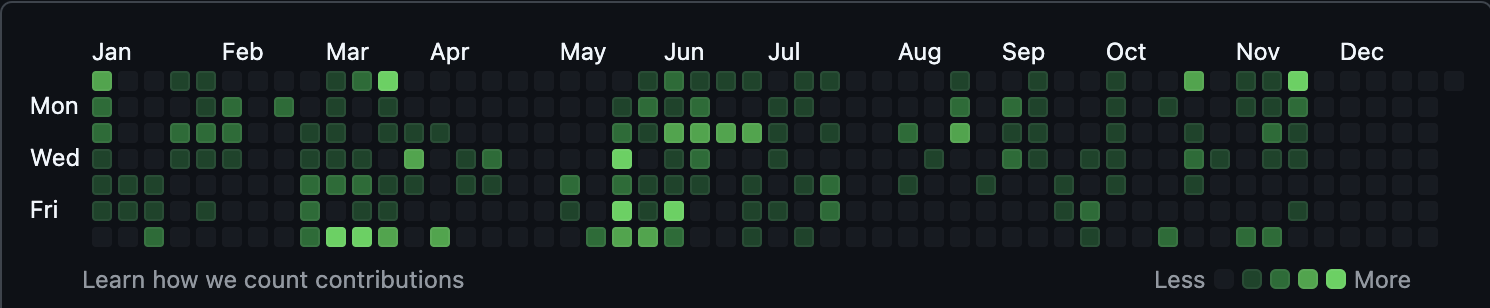 Jan Feb Mar Apr May Jun Jul Aug Sep Oct Nov Dec
Mon
Wed
Fri
Learn how we count contributions Less More